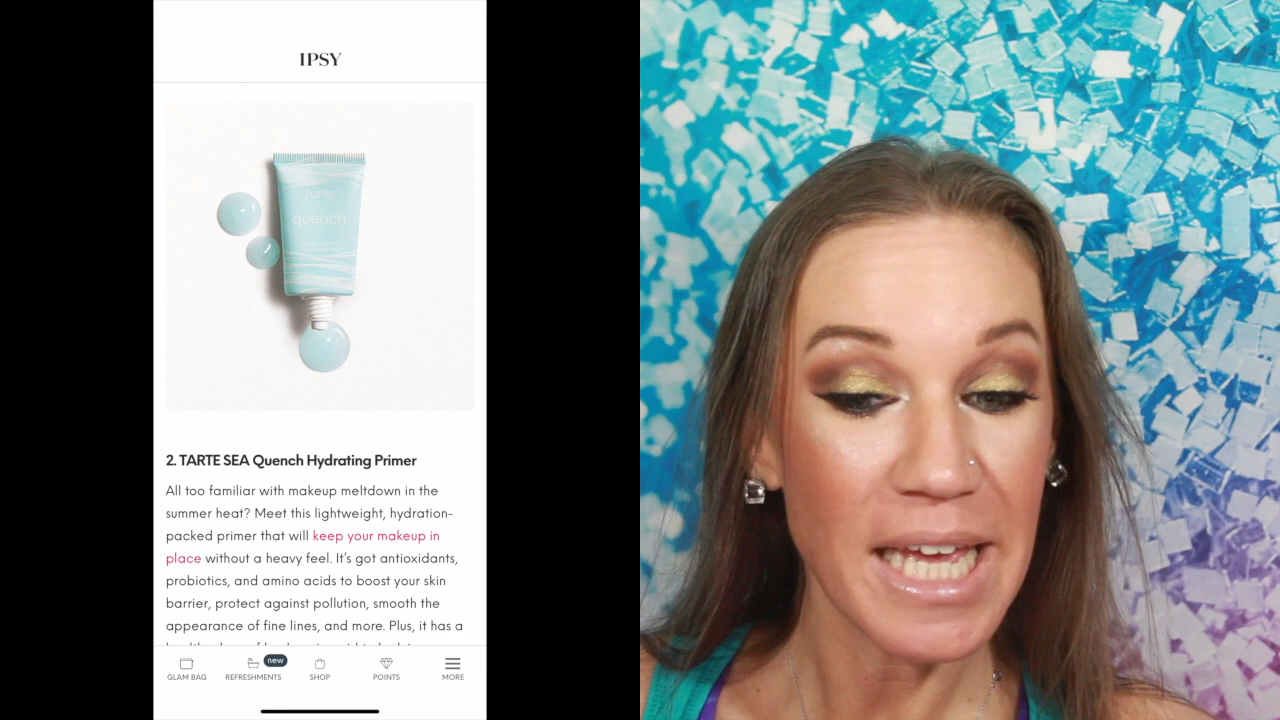 IPSY
tarte
quench
2. TARTE SEA Quench Hydrating Primer
All too familiar with makeup meltdown in the
summer heat? Meet this lightweight, hydration-
packed primer that will keep your makeup in
place without a heavy feel. It's got antioxidants,
probiotics, and amino acids to boost your skin
barrier, protect against pollution, smooth the
appearance of fine lines, and more. Plus, it has a
new
GLAM BAG REFRESHMENTS SHOP POINTS MORE